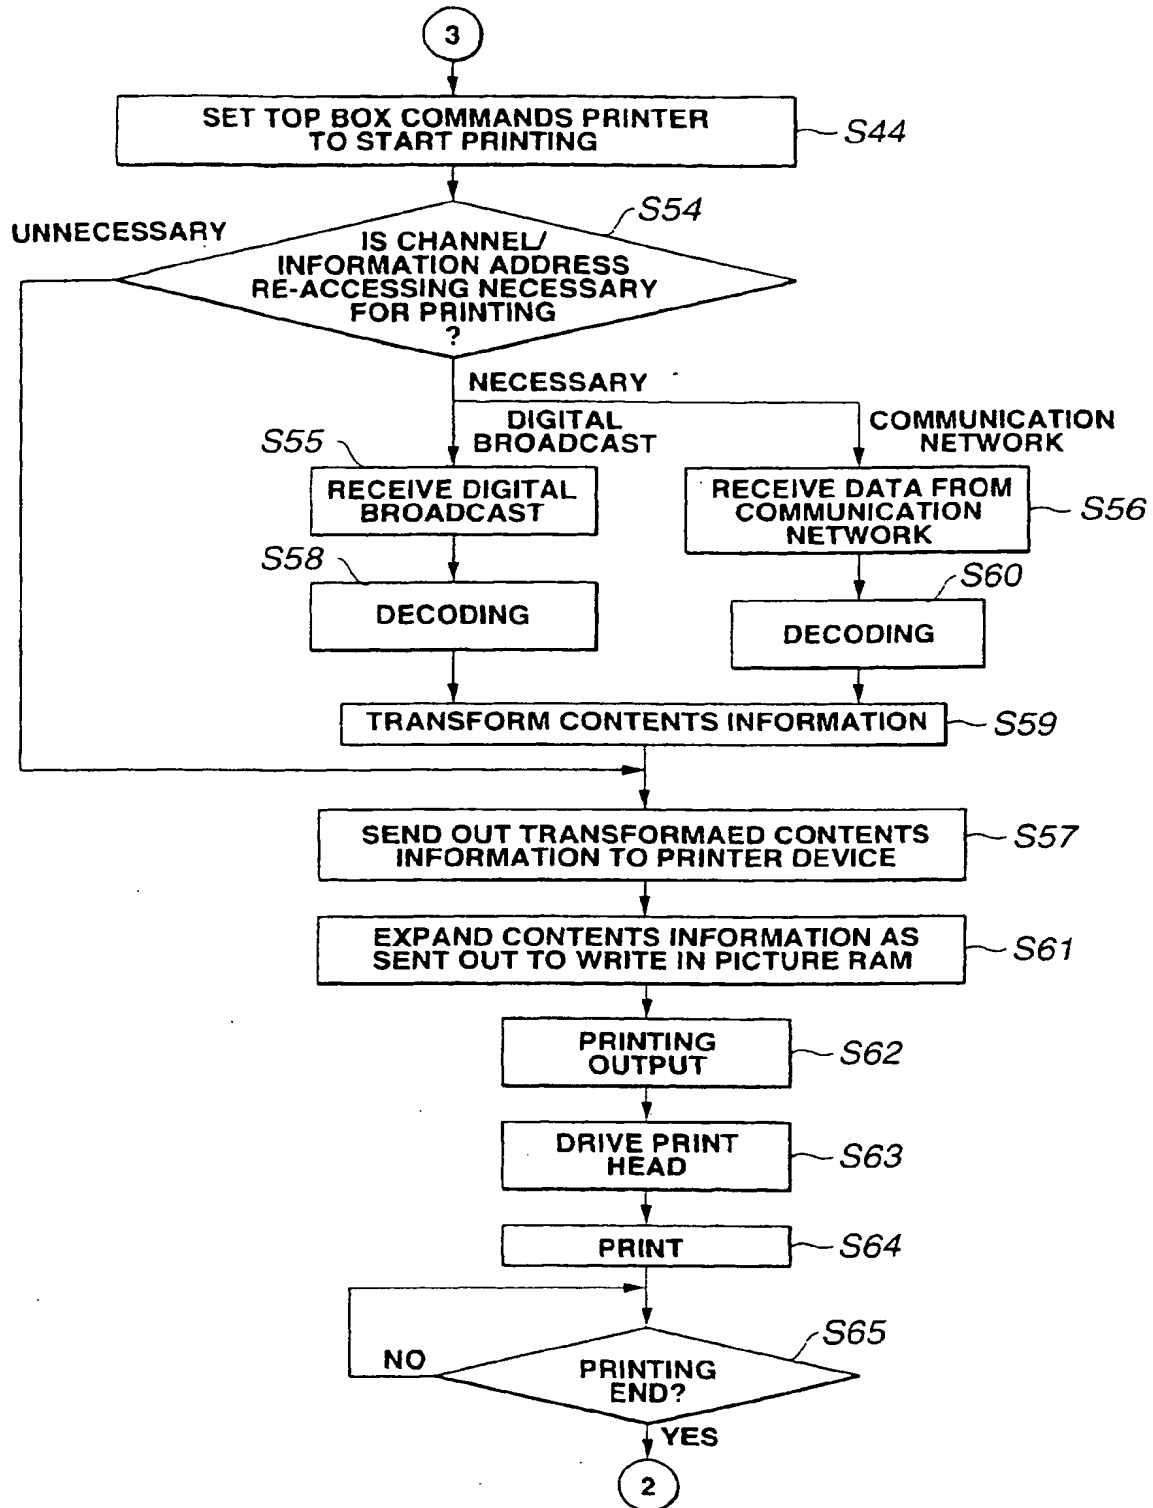 3
SET TOP BOX COMMANDS PRINTER
TO START PRINTING
S44
S54
UNNECESSARY
IS CHANNEL/
INFORMATION ADDRESS
RE-ACCESSING NECESSARY
FOR PRINTING
?
NECESSARY
DIGITAL
BROADCAST
COMMUNICATION
NETWORK
S55
RECEIVE DIGITAL
BROADCAST
RECEIVE DATA FROM
COMMUNICATION
NETWORK
S56
S58
DECODING
S60
DECODING
TRANSFORM CONTENTS INFORMATION
S59
SEND OUT TRANSFORMAED CONTENTS
INFORMATION TO PRINTER DEVICE
S57
EXPAND CONTENTS INFORMATION AS
SENT OUT TO WRITE IN PICTURE RAM
S61
PRINTING
OUTPUT
S62
DRIVE PRINT
HEAD
S63
PRINT
S64
S65
NO
PRINTING
END?
YES
2